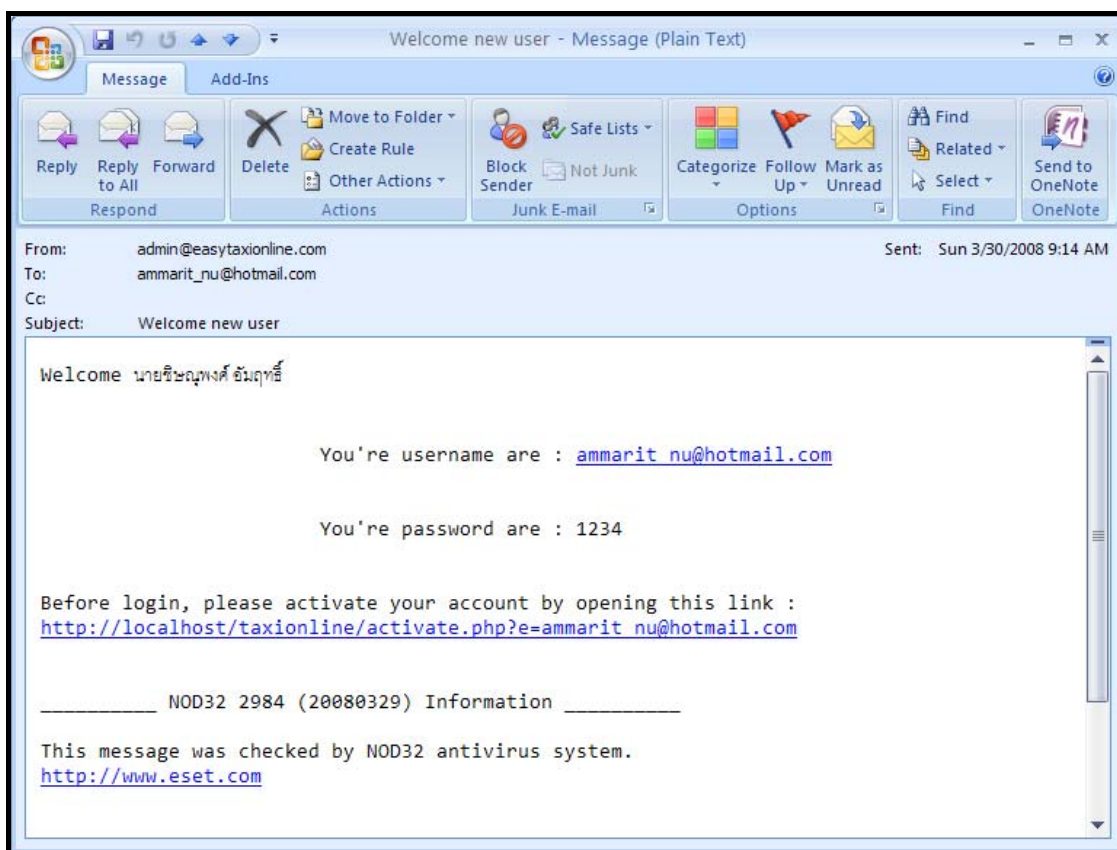 Welcome new user - Message (Plain Text)
Message Add-Ins
Reply Reply to All Forward
Respond
Delete Move to Folder Create Rule Other Actions
Actions
Block Sender Safe Lists Not Junk
Junk E-mail
Categorize Follow Up Mark as Unread
Options
Find Related Select
Find
Send to OneNote
OneNote
From: admin@easytaxionline.com Sent: Sun 3/30/2008 9:14 AM
To: ammarit_nu@hotmail.com
Cc:
Subject: Welcome new user
Welcome นายชิษณุพงศ์ อัมฤทธิ์
You're username are : ammarit_nu@hotmail.com
You're password are : 1234
Before login, please activate your account by opening this link :
http://localhost/taxionline/activate.php?e=ammarit_nu@hotmail.com
__________ NOD32 2984 (20080329) Information __________
This message was checked by NOD32 antivirus system.
http://www.eset.com